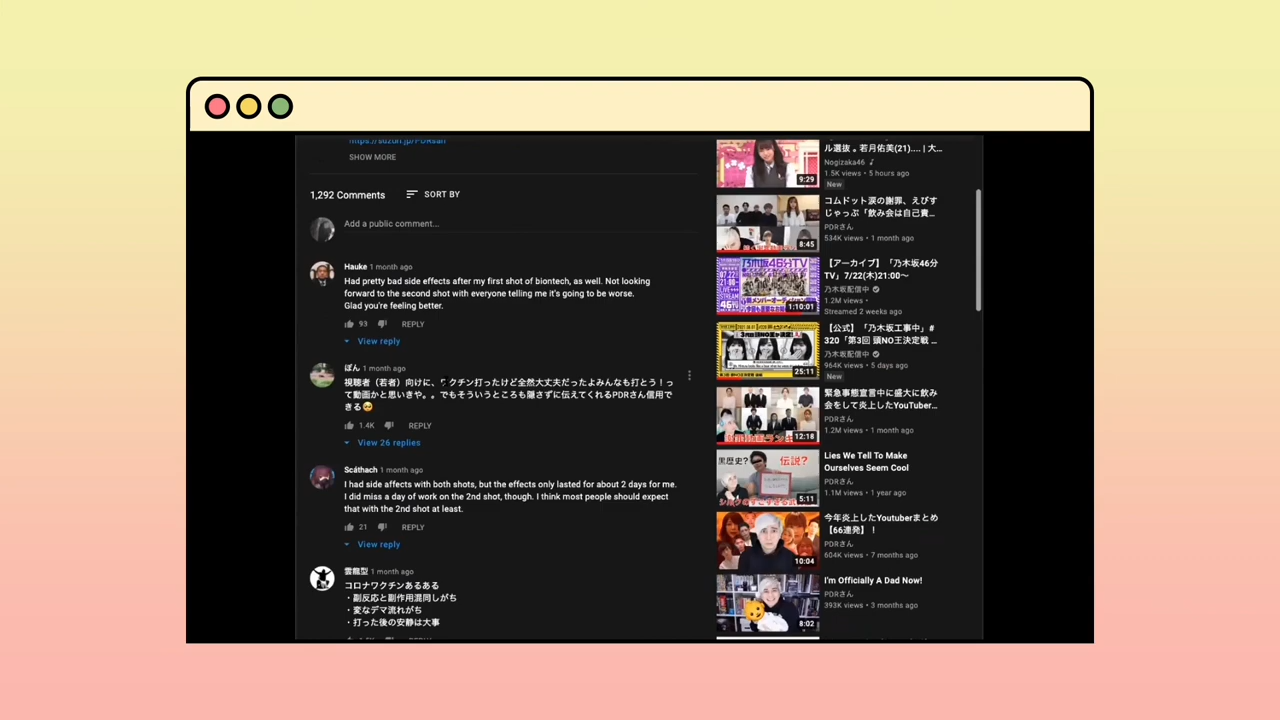 https://suzuri.jp/PDRsan
SHOW MORE
1,292 Comments
SORT BY
Add a public comment...
Hauke 1 month ago
Had pretty bad side effects after my first shot of biontech, as well. Not looking
forward to the second shot with everyone telling me it's going to be worse.
Glad you're feeling better.
93 REPLY
View reply
ぽん 1 month ago
視聴者（若者）向けに、ワクチン打ったけど全然大丈夫だったよみんなも打とう！っ
て動画かと思いきや。。でもそういうところも隠さずに伝えてくれるPDRさん信用で
きる🥺
1.4K REPLY
View 26 replies
Scáthach 1 month ago
I had side affects with both shots, but the effects only lasted for about 2 days for me.
I did miss a day of work on the 2nd shot, though. I think most people should expect
that with the 2nd shot at least.
21 REPLY
View reply
雲龍型 1 month ago
コロナワクチンあるある
・副反応と副作用混同しがち
・変なデマ流れがち
・打った後の安静は大事
9:29
ル選抜 。若月佑美(21).... | 大...
Nogizaka46
1.5K views • 5 hours ago
New
8:45
コムドット涙の謝罪、えびす
じゃっぷ「飲み会は自己責...
PDRさん
534K views • 1 month ago
乃木坂46分TV
1:10:01
【アーカイブ】「乃木坂46分
TV」7/22(木)21:00〜
乃木坂配信中
1.2M views •
Streamed 2 weeks ago
25:11
【公式】「乃木坂工事中」#
320「第3回 頭NO王決定戦 ...
乃木坂配信中
964K views • 5 days ago
New
12:18
緊急事態宣言中に盛大に飲み
会をして炎上したYouTuber...
PDRさん
1.2M views • 1 month ago
黒歴史?
伝説?
5:11
Lies We Tell To Make
Ourselves Seem Cool
PDRさん
1.1M views • 1 year ago
10:04
今年炎上したYoutuberまとめ
【66連発】！
PDRさん
604K views • 7 months ago
8:02
I'm Officially A Dad Now!
PDRさん
393K views • 3 months ago